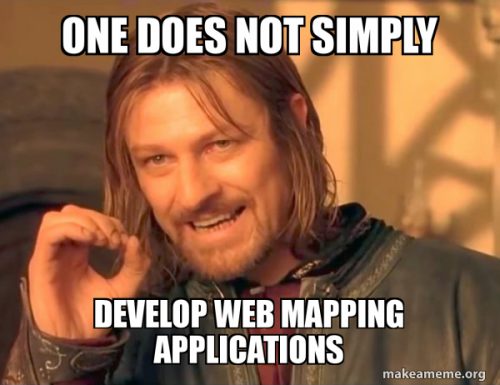 ONE DOES NOT SIMPLY
DEVELOP WEB MAPPING
APPLICATIONS
makeameme.org